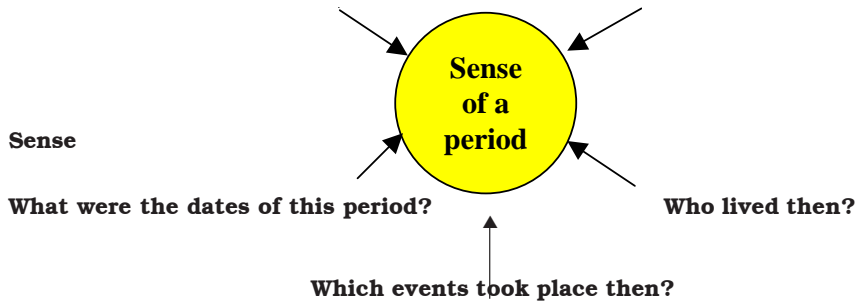 Sense
of a
period
Sense
What were the dates of this period?
Who lived then?
Which events took place then?